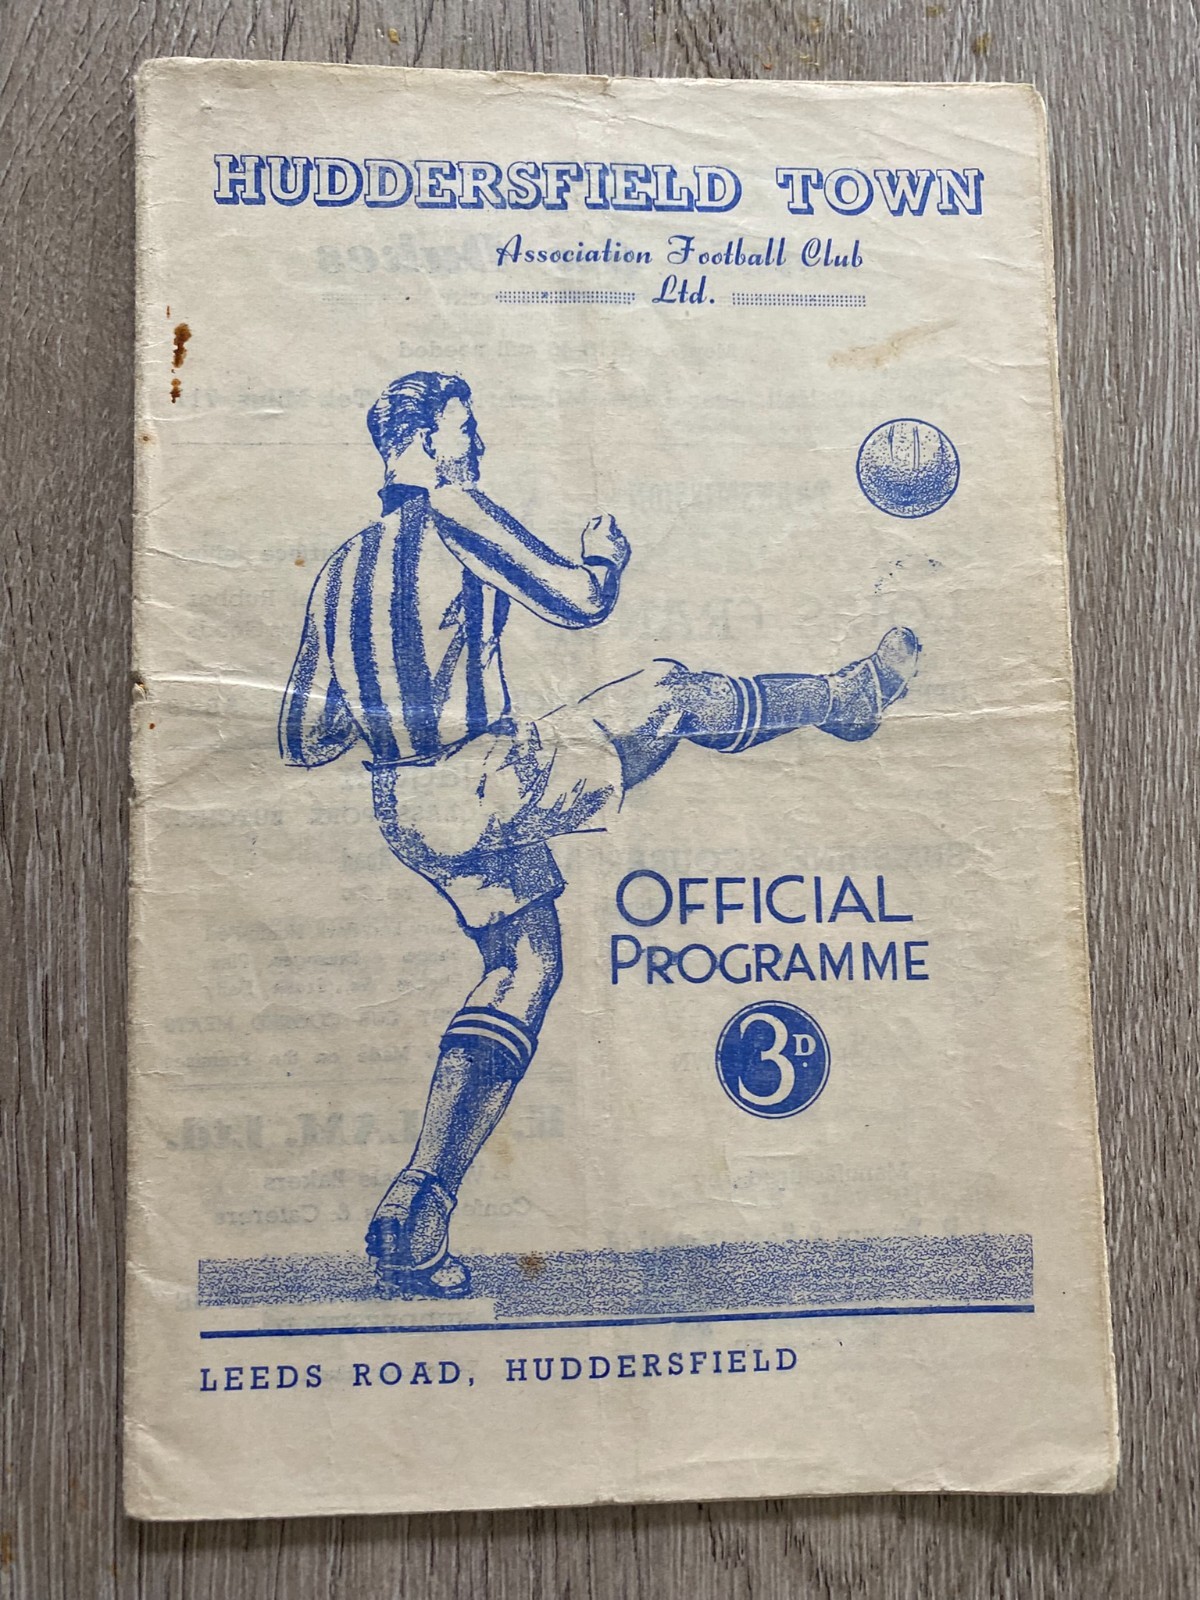 HUDDERSFIELD TOWN
Association Football Club
Ltd.
OFFICIAL
PROGRAMME
3D.
LEEDS ROAD, HUDDERSFIELD